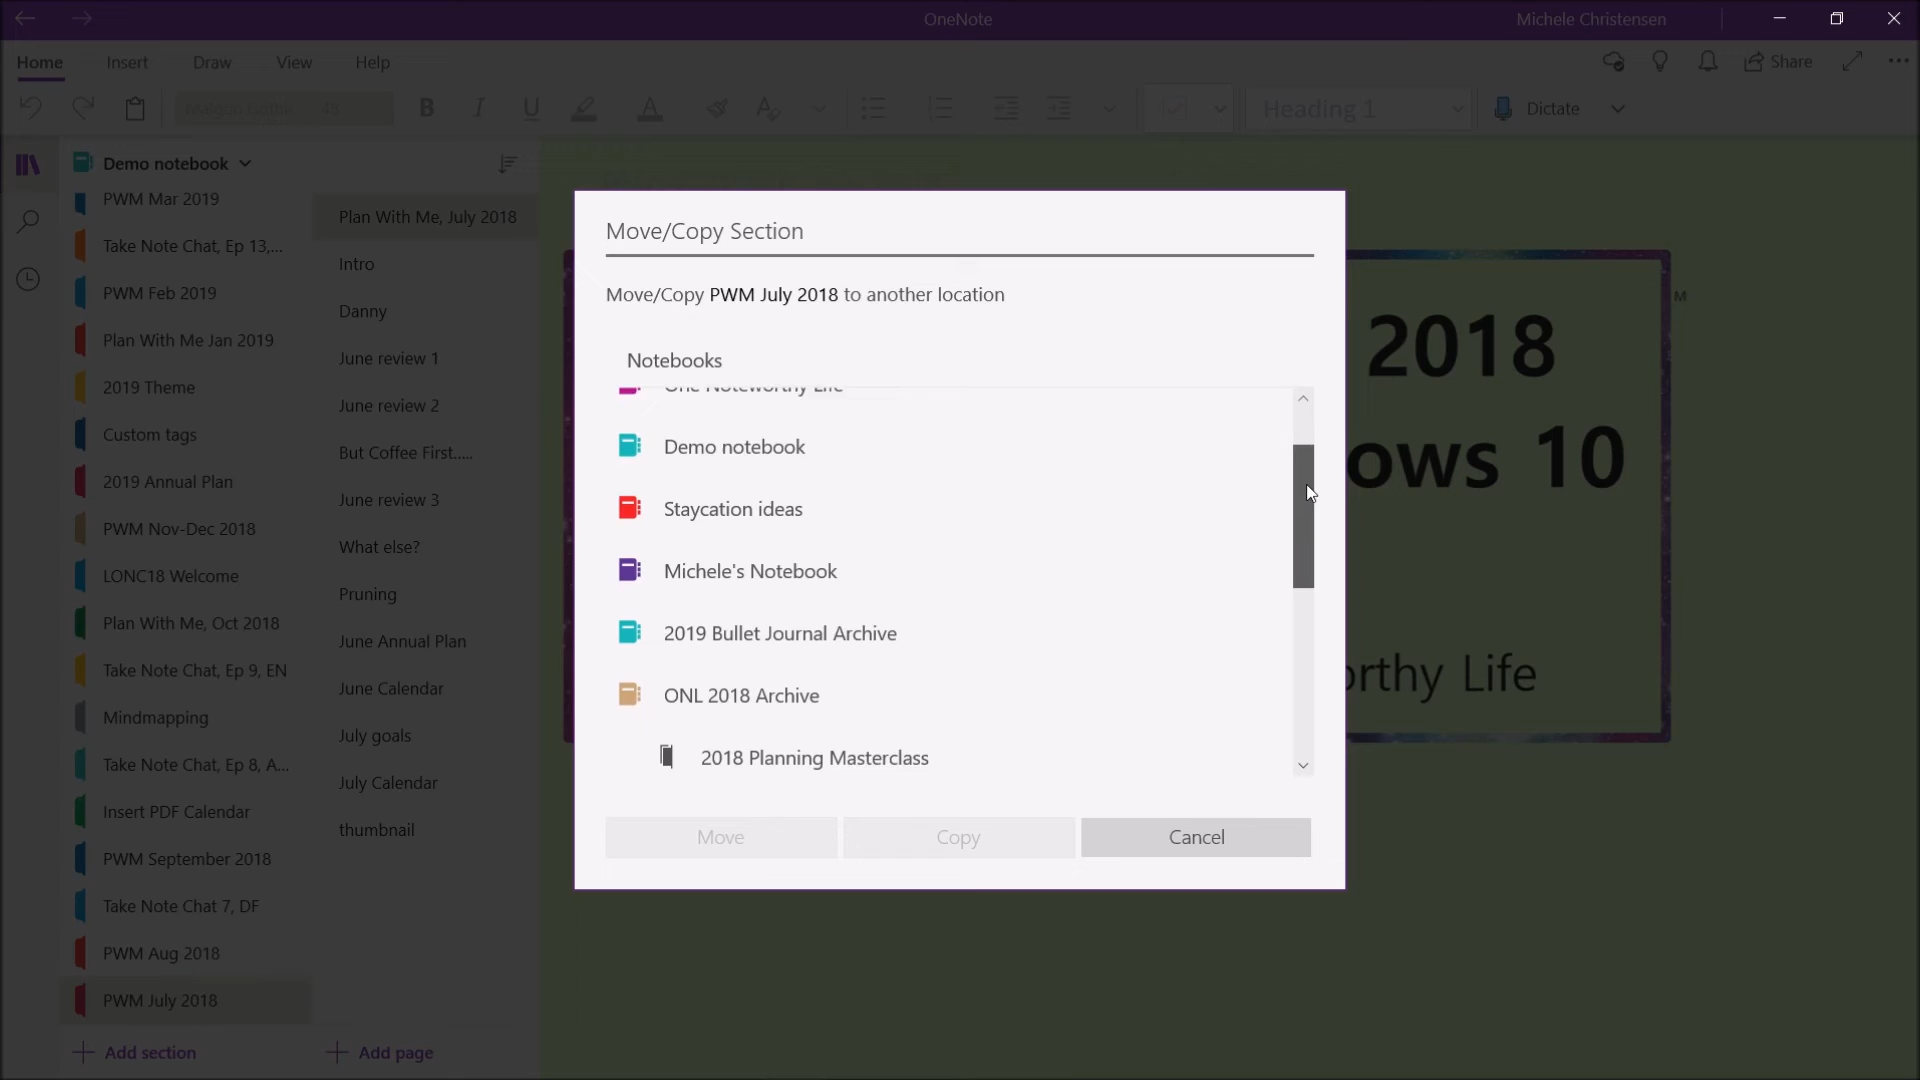 OneNote
Michele Christensen
Home
Insert
Draw
View
Help
Share
Heading 1
Dictate
Demo notebook
PWM Mar 2019
Take Note Chat, Ep 13,...
PWM Feb 2019
Plan With Me Jan 2019
2019 Theme
Custom tags
2019 Annual Plan
PWM Nov-Dec 2018
LONC18 Welcome
Plan With Me, Oct 2018
Take Note Chat, Ep 9, EN
Mindmapping
Take Note Chat, Ep 8, A...
Insert PDF Calendar
PWM September 2018
Take Note Chat 7, DF
PWM Aug 2018
PWM July 2018
Add section
Plan With Me, July 2018
Intro
Danny
June review 1
June review 2
But Coffee First.....
June review 3
What else?
Pruning
June Annual Plan
June Calendar
July goals
July Calendar
thumbnail
Add page
Move/Copy Section
Move/Copy PWM July 2018 to another location
Notebooks
One Noteworthy Life
Demo notebook
Staycation ideas
Michele's Notebook
2019 Bullet Journal Archive
ONL 2018 Archive
2018 Planning Masterclass
Move
Copy
Cancel
2018
ows 10
orthy Life